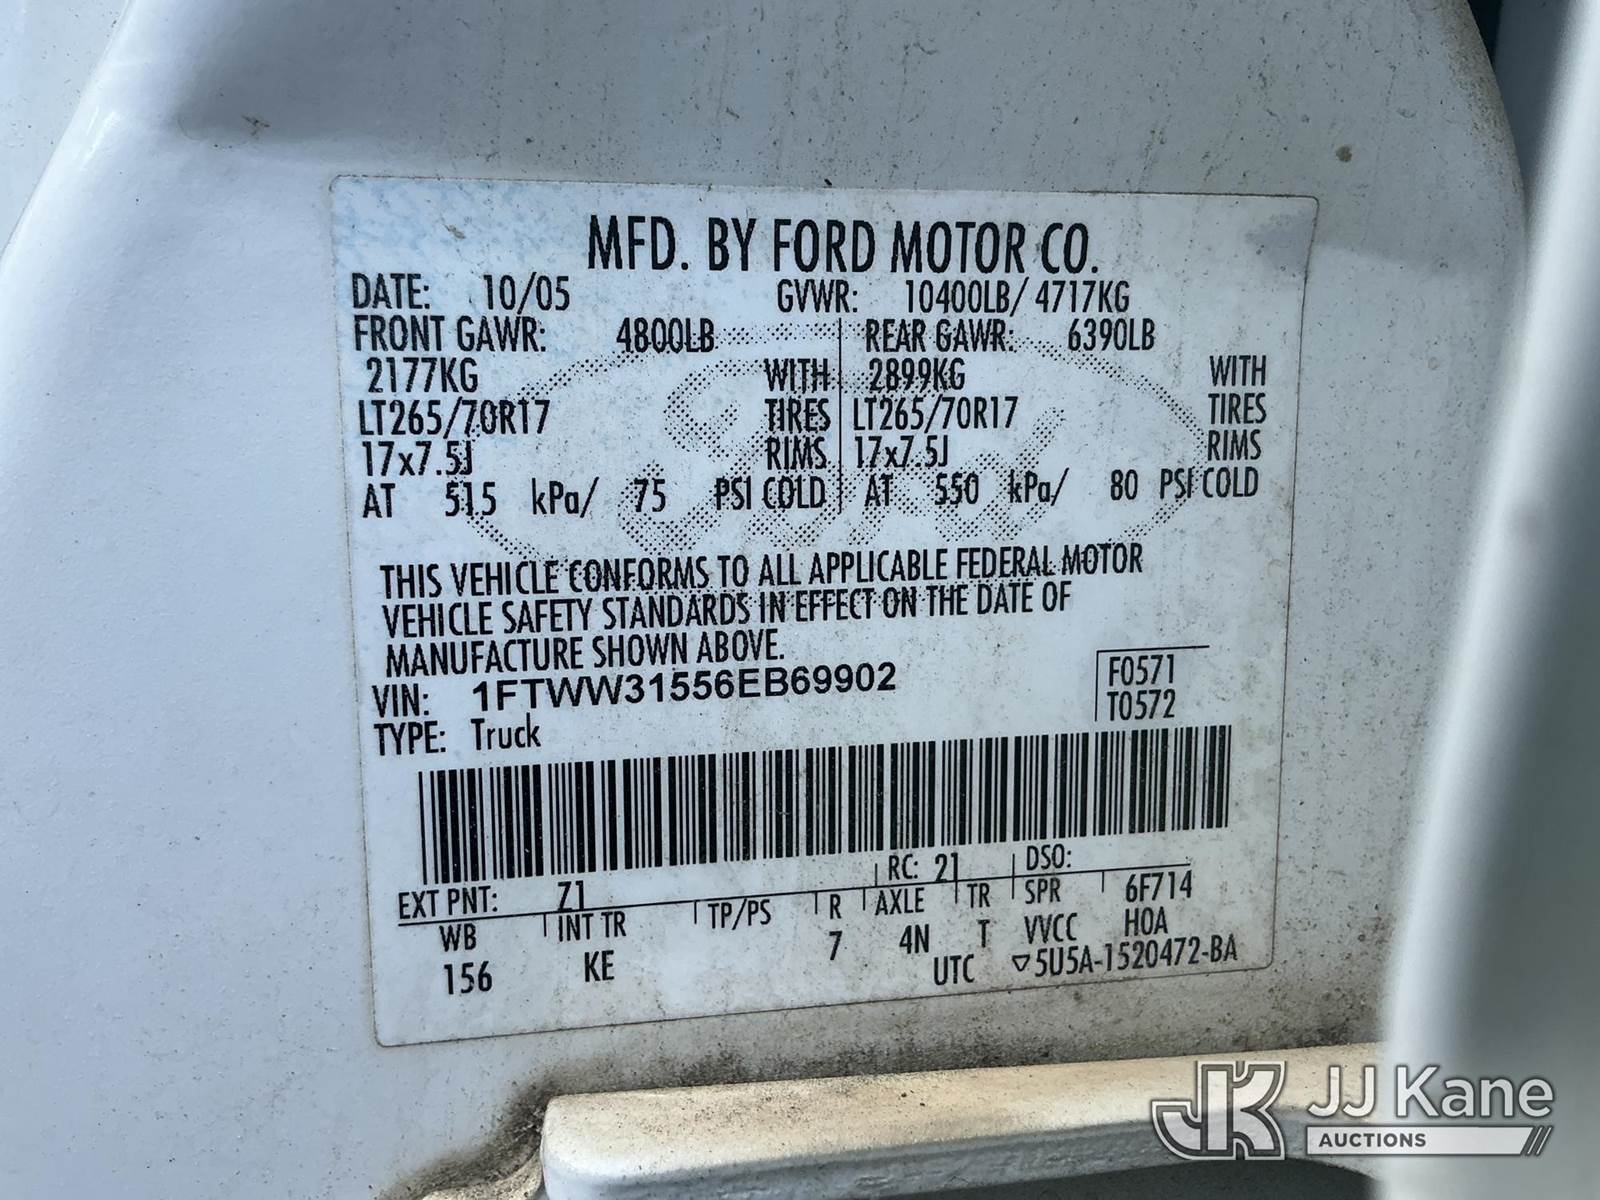 MFD. BY FORD MOTOR CO.
DATE: 10/05 GVWR: 10400LB/ 4717KG
FRONT GAWR: 4800LB REAR GAWR: 6390LB
2177KG WITH 2899KG WITH
LT265/70R17 TIRES LT265/70R17 TIRES
17x7.5J RIMS 17x7.5J RIMS
AT 515 kPa/ 75 PSI COLD AT 550 kPa/ 80 PSI COLD
THIS VEHICLE CONFORMS TO ALL APPLICABLE FEDERAL MOTOR
VEHICLE SAFETY STANDARDS IN EFFECT ON THE DATE OF
MANUFACTURE SHOWN ABOVE.
VIN: 1FTWW31556EB69902 F0571
TYPE: Truck T0572
EXT PNT: Z1 RC: 21 DSO:
WB INT TR TP/PS R AXLE TR SPR 6F714
156 KE 7 4N T VVCC H0A
UTC ▽5U5A-1520472-BA
Ford
JK JJ Kane
AUCTIONS